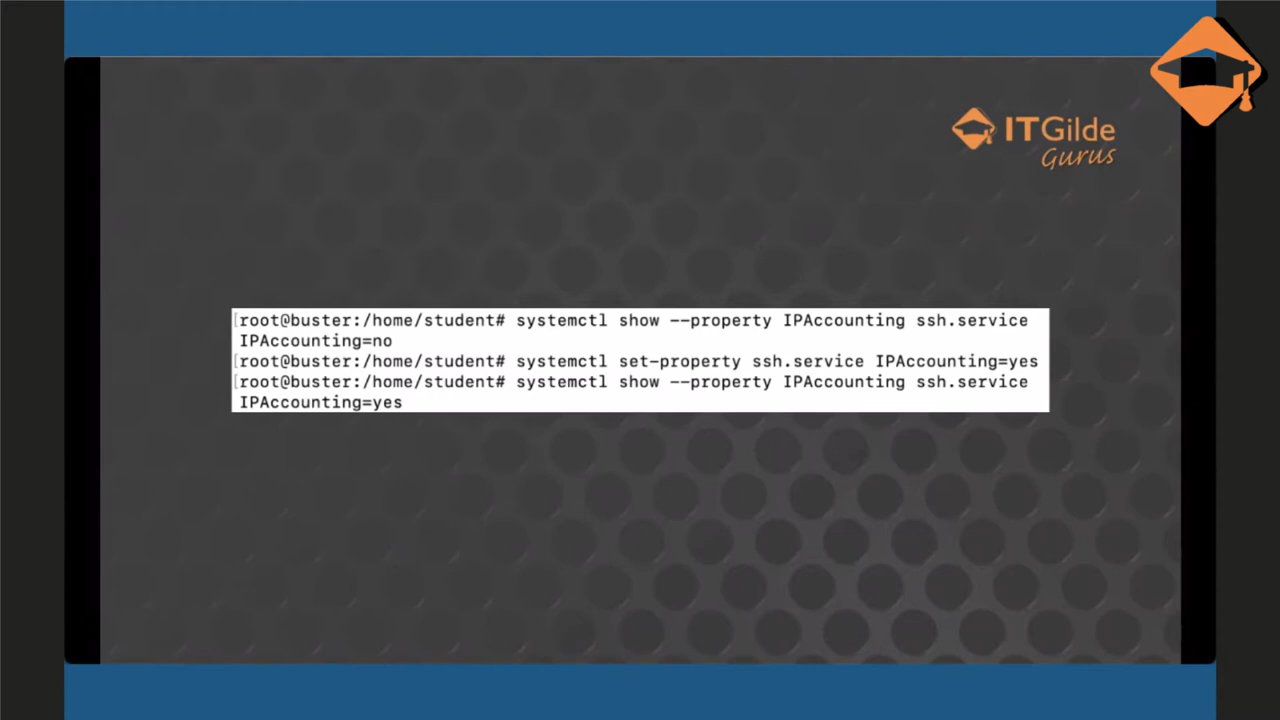 ITGilde
Gurus
[root@buster:/home/student# systemctl show --property IPAccounting ssh.service
IPAccounting=no
[root@buster:/home/student# systemctl set-property ssh.service IPAccounting=yes
[root@buster:/home/student# systemctl show --property IPAccounting ssh.service
IPAccounting=yes